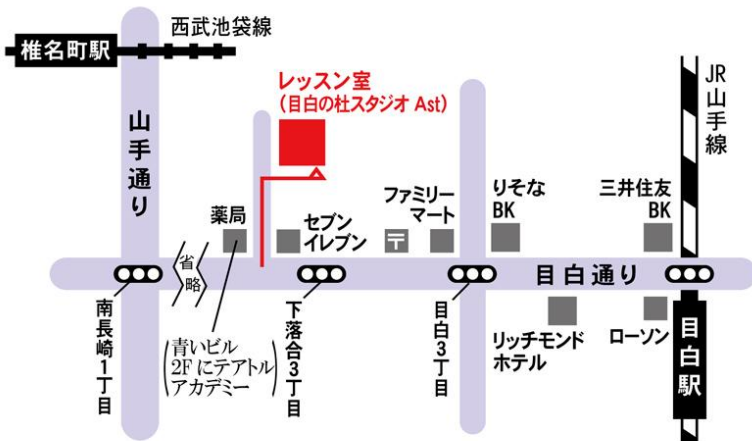 西武池袋線
椎名町駅
レッスン室
(目白の杜スタジオ Ast)
JR山手線
山手通り
薬局
セブン
イレブン
〒
ファミリー
マート
りそな
BK
三井住友
BK
省略
目白通り
南長崎1丁目
(青いビル
2Fにテアトル
アカデミー)
下落合3丁目
目白3丁目
リッチモンド
ホテル
ローソン
目白駅